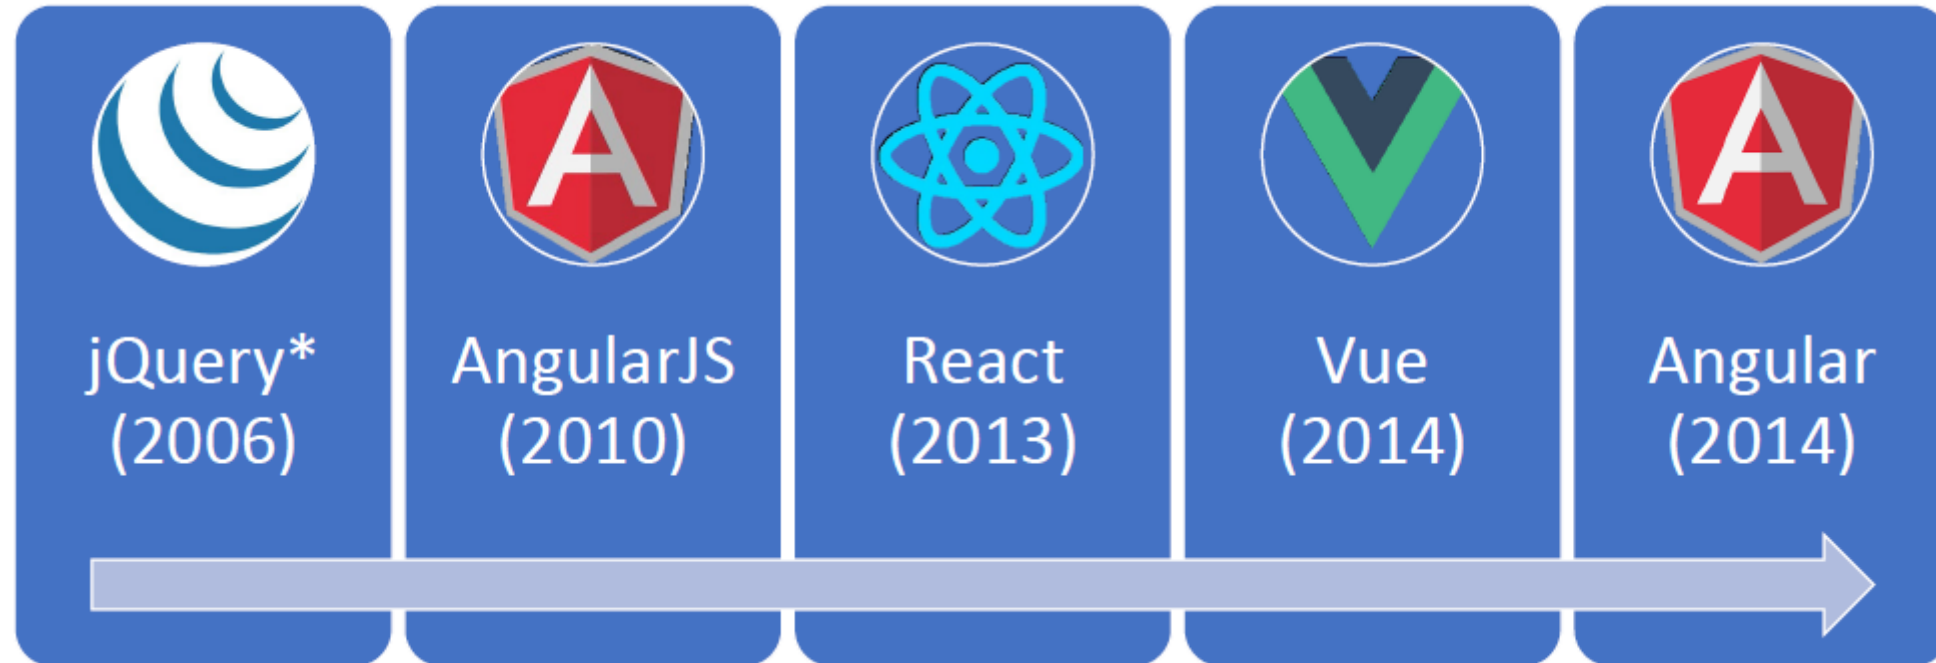 jQuery*
(2006)
AngularJS
(2010)
React
(2013)
Vue
(2014)
Angular
(2014)